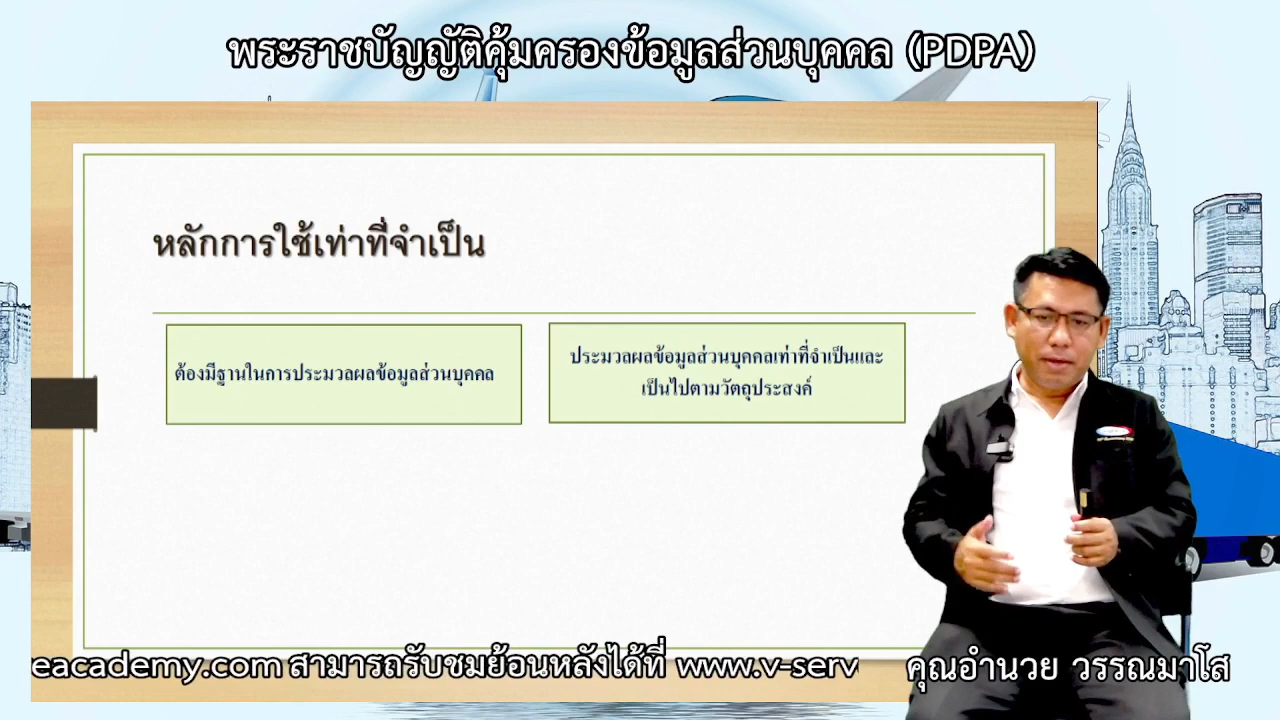 พระราชบัญญัติคุ้มครองข้อมูลส่วนบุคคล (PDPA)
หลักการใช้เท่าที่จำเป็น
ต้องมีฐานในการประมวลผลข้อมูลส่วนบุคคล
ประมวลผลข้อมูลส่วนบุคคลเท่าที่จำเป็นและ
เป็นไปตามวัตถุประสงค์
eacademy.com สามารถรับชมย้อนหลังได้ที่ www.v-serv
คุณอำนวย วรรณมาโส